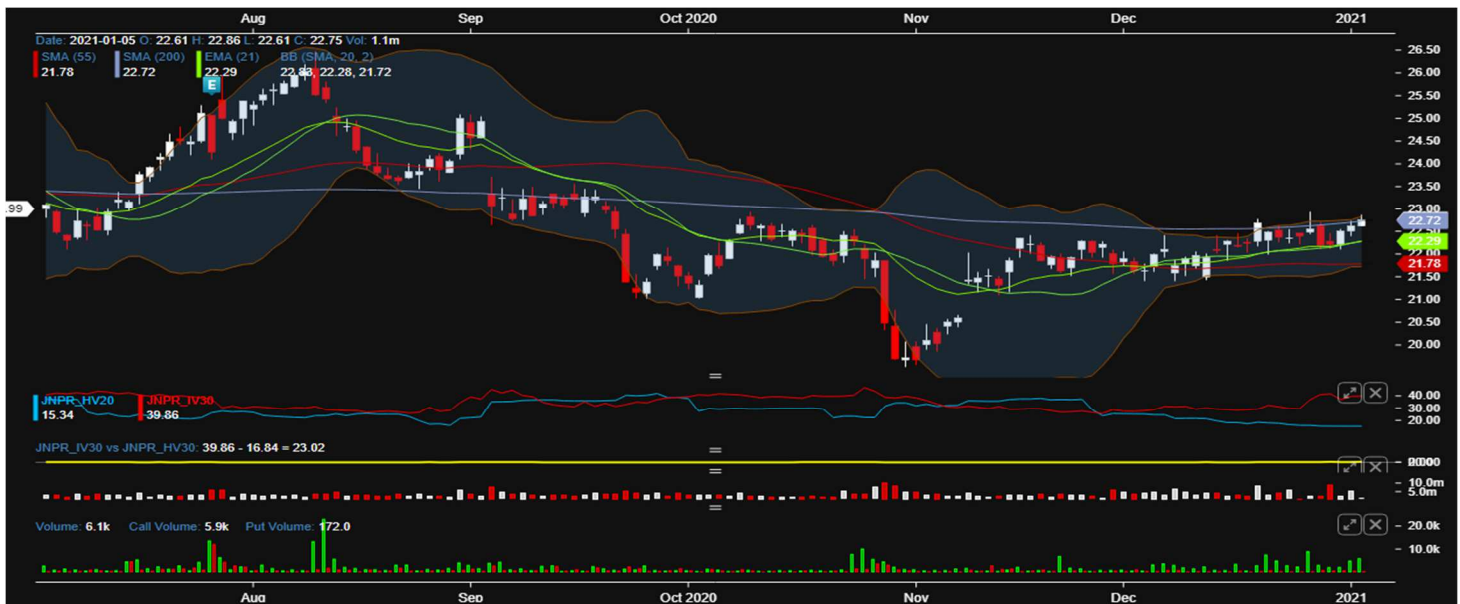 Aug Sep Oct 2020 Nov Dec 2021
Date: 2021-01-05 O: 22.61 H: 22.86 L: 22.61 C: 22.75 Vol: 1.1m
SMA (55) SMA (200) EMA (21) BB (SMA, 20, 2)
21.78 22.72 22.29 22.83, 22.28, 21.72
E
26.50
26.00
25.50
25.00
24.50
24.00
23.50
23.00
.99
22.72
22.29
22.00
21.78
21.50
21.00
20.50
20.00
JNPR_HV20 JNPR_IV30
15.34 39.86
40.00
30.00
20.00
JNPR_IV30 vs JNPR_HV30: 39.86 - 16.84 = 23.02
10.0m
5.0m
Volume: 6.1k Call Volume: 5.9k Put Volume: 172.0
20.0k
10.0k
Aug Sep Oct 2020 Nov Dec 2021